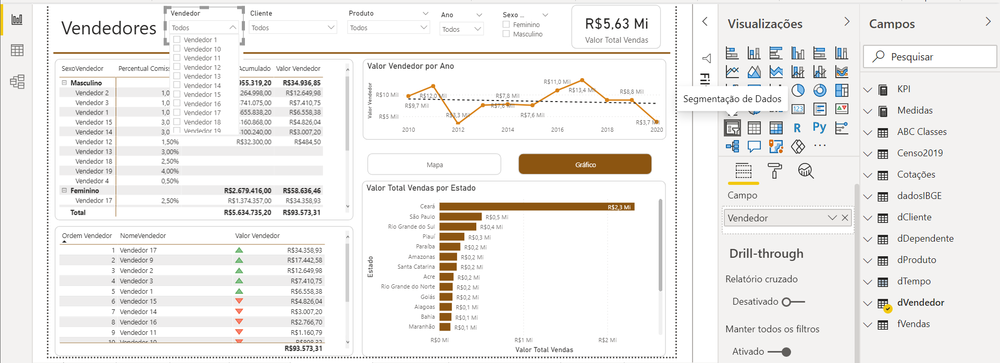 Vendedores
Vendedor
Todos
Vendedor 1
Vendedor 10
Vendedor 11
Vendedor 12
Vendedor 13
Vendedor 14
Vendedor 15
Vendedor 16
Vendedor 17
Vendedor 18
Vendedor 19
Cliente
Todos
Produto
Todos
Ano
Todos
Sexo ...
Feminino
Masculino
R$5,63 Mi
Valor Total Vendas
SexoVendedor Percentual Comiss Acumulado Valor Vendedor
Masculino 955.319,20 R$34.936,85
Vendedor 2 1,0 264.998,00 R$12.649,98
Vendedor 3 1,0 741.075,00 R$7.410,75
Vendedor 1 1,0 655.838,20 R$6.558,38
Vendedor 15 3,0 160.868,00 R$4.826,04
Vendedor 14 3,0 100.240,00 R$3.007,20
Vendedor 12 1,50% R$32.300,00 R$484,50
Vendedor 13 3,00%
Vendedor 18 2,50%
Vendedor 19 4,00%
Vendedor 4 0,50%
Feminino R$2.679.416,00 R$58.636,46
Vendedor 17 2,50% R$1.374.357,00 R$34.358,93
Total R$5.634.735,20 R$93.573,31
Ordem Vendedor NomeVendedor Valor Vendedor
1 Vendedor 17 R$34.358,93
2 Vendedor 9 R$17.442,58
3 Vendedor 2 R$12.649,98
4 Vendedor 3 R$7.410,75
5 Vendedor 1 R$6.558,38
6 Vendedor 15 R$4.826,04
7 Vendedor 14 R$3.007,20
8 Vendedor 16 R$2.766,70
9 Vendedor 11 R$1.160,79
10 Vendedor 10 R$898,32
R$93.573,31
Valor Vendedor por Ano
Valor Vendedor
R$10 Mil
R$5 Mil
R$9,7 Mil
R$12,0 Mil
R$3,3 Mil
R$7,6 Mil
R$7,8 Mil
R$7,6 Mil
R$11,0 Mil
R$13,4 Mil
R$8,8 Mil
R$3,7 Mil
2010 2012 2014 2016 2018 2020
Mapa
Gráfico
Valor Total Vendas por Estado
Estado
Ceará R$2,3 Mi
São Paulo R$0,5 Mi
Rio Grande do Sul R$0,4 Mi
Piauí R$0,3 Mi
Paraíba R$0,2 Mi
Amazonas R$0,2 Mi
Santa Catarina R$0,2 Mi
Acre R$0,2 Mi
Rio Grande do Norte R$0,2 Mi
Goiás R$0,2 Mi
Alagoas R$0,1 Mi
Bahia R$0,1 Mi
Maranhão R$0,1 Mi
R$0 Mi R$1 Mi R$2 Mi
Valor Total Vendas
Fil
Visualizações
Segmentação de Dados
123
R
Py
Campo
Vendedor
Drill-through
Relatório cruzado
Desativado
Manter todos os filtros
Ativado
Campos
Pesquisar
KPI
Medidas
ABC Classes
Censo2019
Cotações
dadosIBGE
dCliente
dDependente
dProduto
dTempo
dVendedor
fVendas